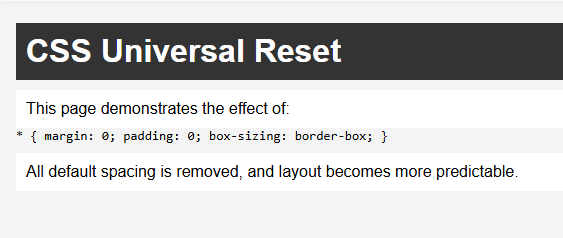 CSS Universal Reset
This page demonstrates the effect of:
* { margin: 0; padding: 0; box-sizing: border-box; }
All default spacing is removed, and layout becomes more predictable.